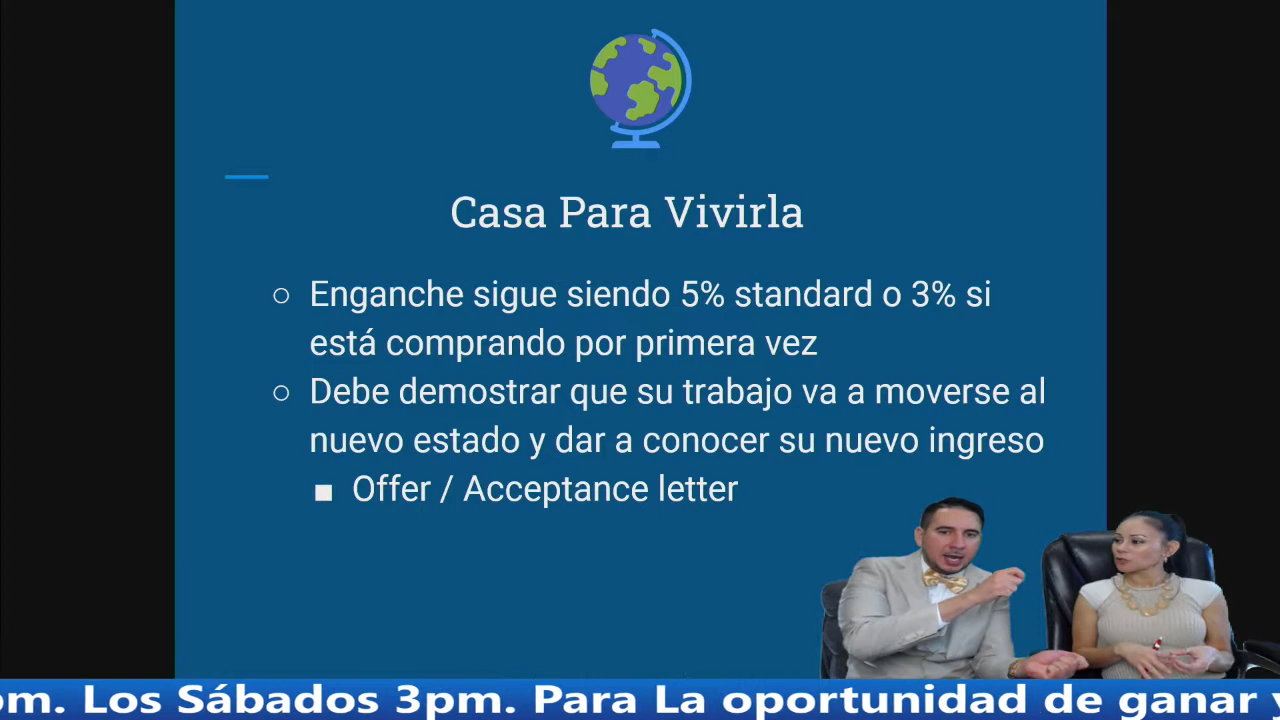 Casa Para Vivirla
Enganche sigue siendo 5% standard o 3% si
está comprando por primera vez
Debe demostrar que su trabajo va a moverse al
nuevo estado y dar a conocer su nuevo ingreso
Offer / Acceptance letter
pm. Los Sábados 3pm. Para La oportunidad de ganar y